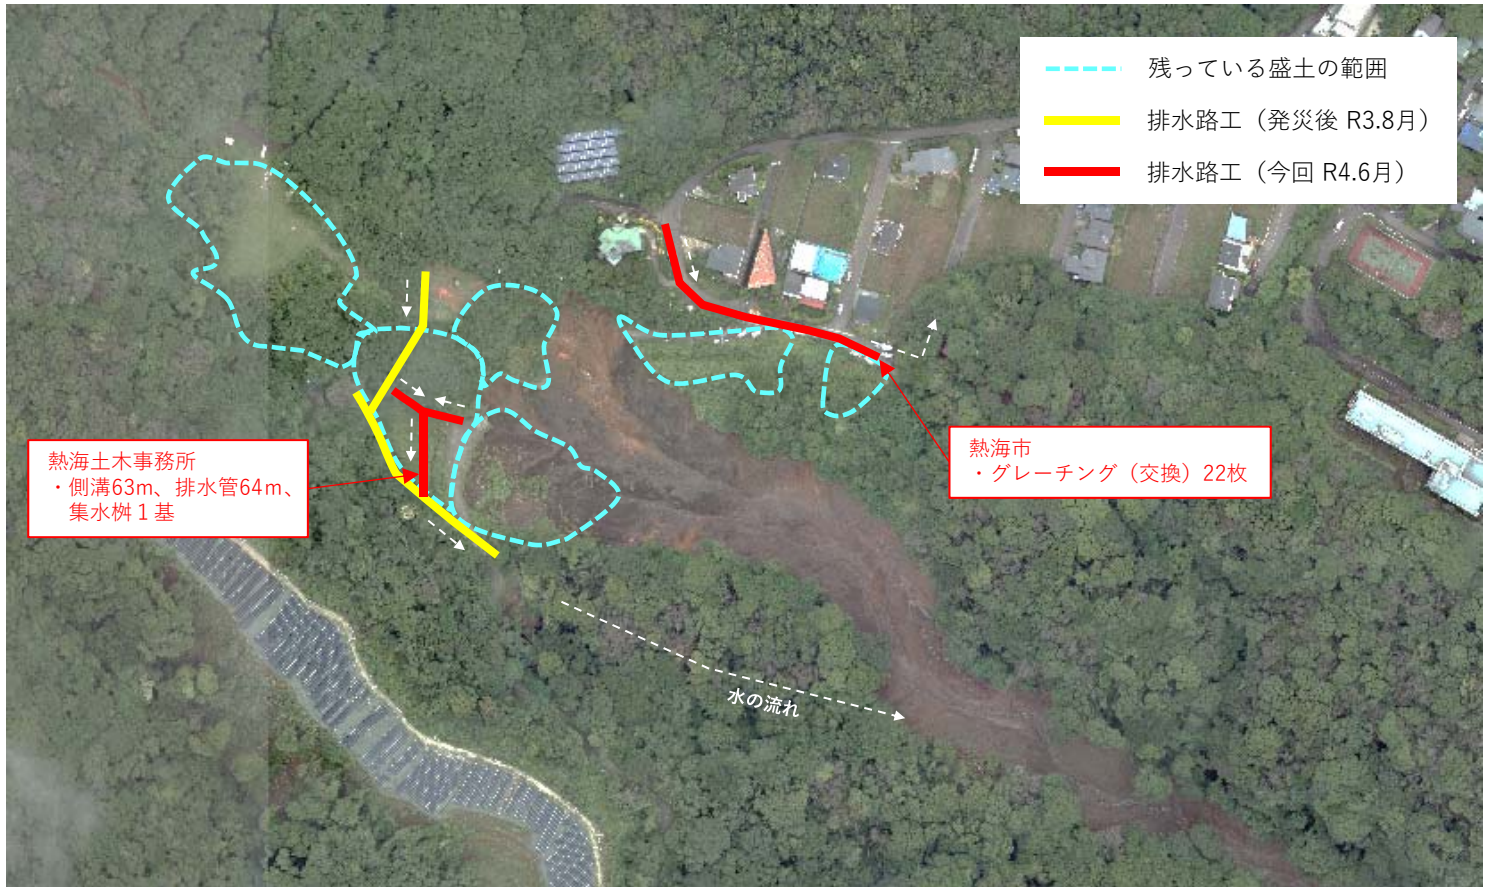 残っている盛土の範囲
排水路工（発災後 R3.8月）
排水路工（今回 R4.6月）
熱海土木事務所
・側溝63m、排水管64m、
集水桝１基
熱海市
・グレーチング（交換）22枚
水の流れ